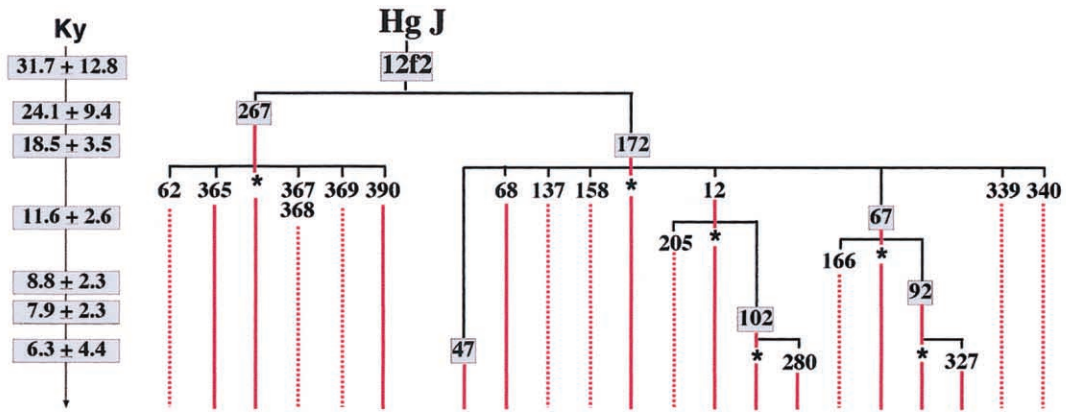 Ky
Hg J
31.7 ± 12.8
12f2
24.1 ± 9.4
267
18.5 ± 3.5
172
62 365 * 367 369 390
368
68 137 158 * 12 339 340
11.6 ± 2.6
67
205 * 166 *
8.8 ± 2.3
92
7.9 ± 2.3
102
6.3 ± 4.4
47
* 280 * 327